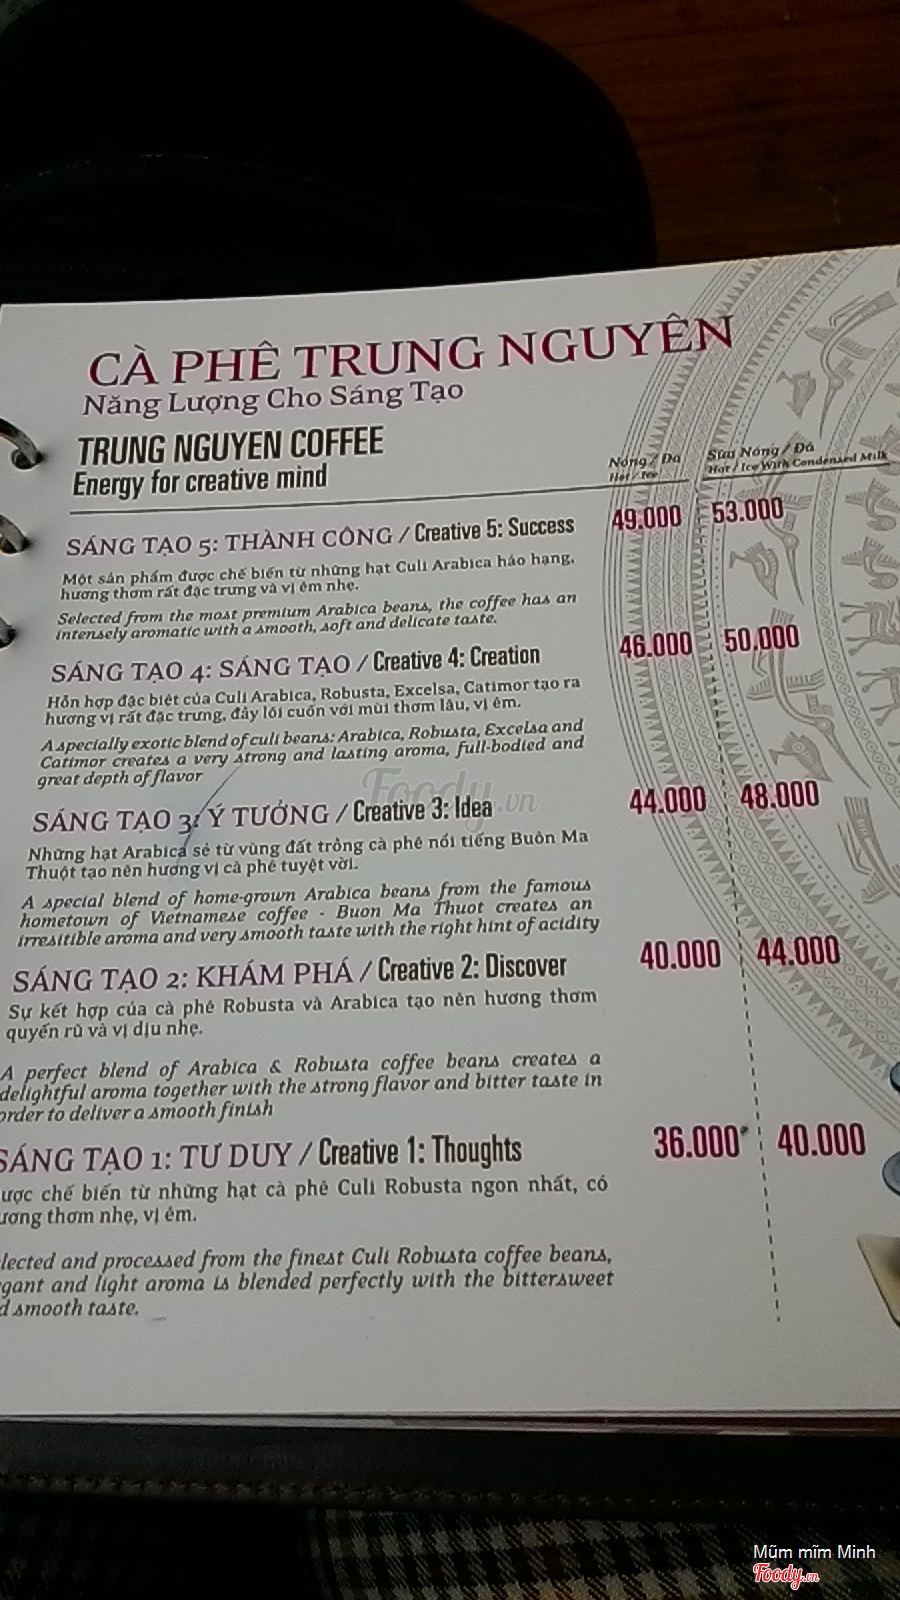 CÀ PHÊ TRUNG NGUYÊN
Năng Lượng Cho Sáng Tạo
TRUNG NGUYEN COFFEE
Energy for creative mind
Nóng / Đá
Hot / Ice
Sữa Nóng / Đá
Hot / Ice With Condensed Milk
SÁNG TẠO 5: THÀNH CÔNG / Creative 5: Success 49.000 53.000
Một sản phẩm được chế biến từ những hạt Culi Arabica hảo hạng,
hương thơm rất đặc trưng và vị êm nhẹ.
Selected from the most premium Arabica beans, the coffee has an
intensely aromatic with a smooth, soft and delicate taste.
SÁNG TẠO 4: SÁNG TẠO / Creative 4: Creation 46.000 50.000
Hỗn hợp đặc biệt của Culi Arabica, Robusta, Excelsa, Catimor tạo ra
hương vị rất đặc trưng, đầy lôi cuốn với mùi thơm lâu, vị êm.
A specially exotic blend of culi beans: Arabica, Robusta, Excelsa and
Catimor creates a very strong and lasting aroma, full-bodied and
great depth of flavor
Foody.vn
SÁNG TẠO 3: Ý TƯỞNG / Creative 3: Idea 44.000 48.000
Những hạt Arabica sẻ từ vùng đất trồng cà phê nổi tiếng Buôn Ma
Thuột tạo nên hương vị cà phê tuyệt vời.
A special blend of home-grown Arabica beans from the famous
hometown of Vietnamese coffee - Buon Ma Thuot creates an
irresitible aroma and very smooth taste with the right hint of acidity
SÁNG TẠO 2: KHÁM PHÁ / Creative 2: Discover 40.000 44.000
Sự kết hợp của cà phê Robusta và Arabica tạo nên hương thơm
quyến rũ và vị dịu nhẹ.
A perfect blend of Arabica & Robusta coffee beans creates a
delightful aroma together with the strong flavor and bitter taste in
order to deliver a smooth finish
SÁNG TẠO 1: TƯ DUY / Creative 1: Thoughts 36.000 40.000
ược chế biến từ những hạt cà phê Culi Robusta ngon nhất, có
ương thơm nhẹ, vị êm.
lected and processed from the finest Culi Robusta coffee beans,
gant and light aroma is blended perfectly with the bittersweet
d smooth taste.
Mũm mĩm Minh
Foody.vn